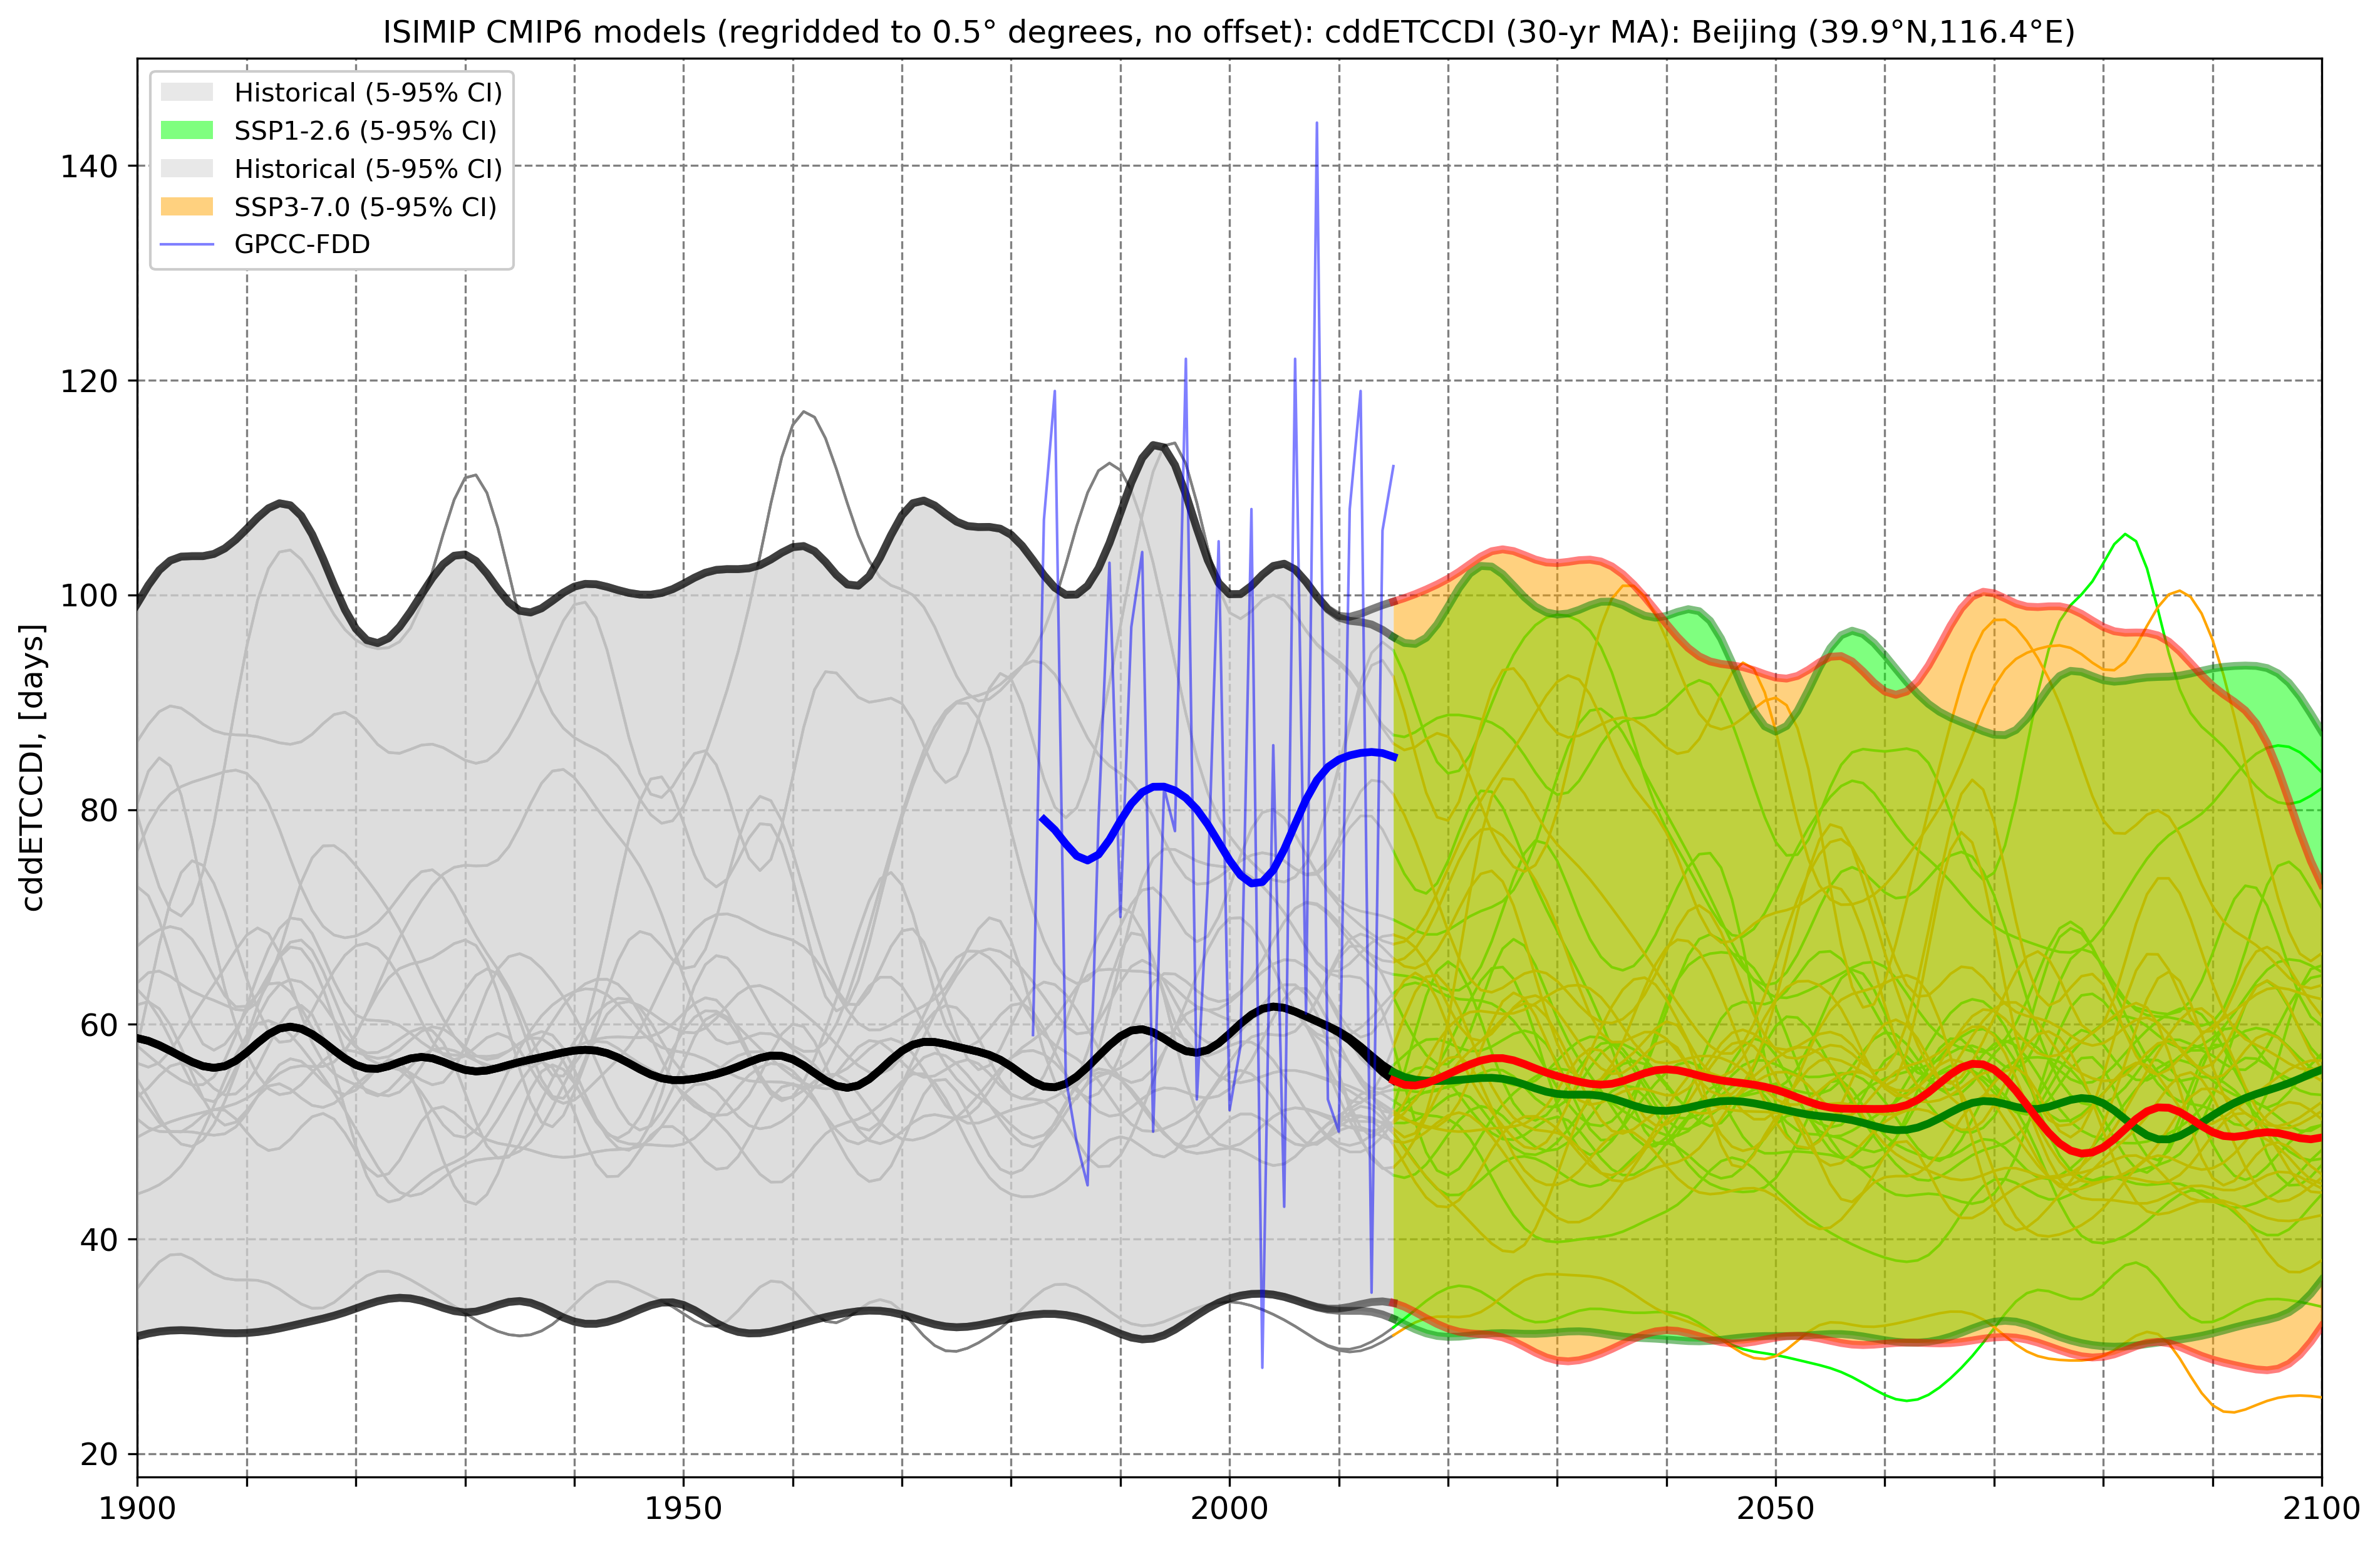 ISIMIP CMIP6 models (regridded to 0.5° degrees, no offset): cddETCCDI (30-yr MA): Beijing (39.9°N,116.4°E)
Historical (5-95% CI)
SSP1-2.6 (5-95% CI)
Historical (5-95% CI)
SSP3-7.0 (5-95% CI)
GPCC-FDD
cddETCCDI, [days]
140
120
100
80
60
40
20
1900
1950
2000
2050
2100